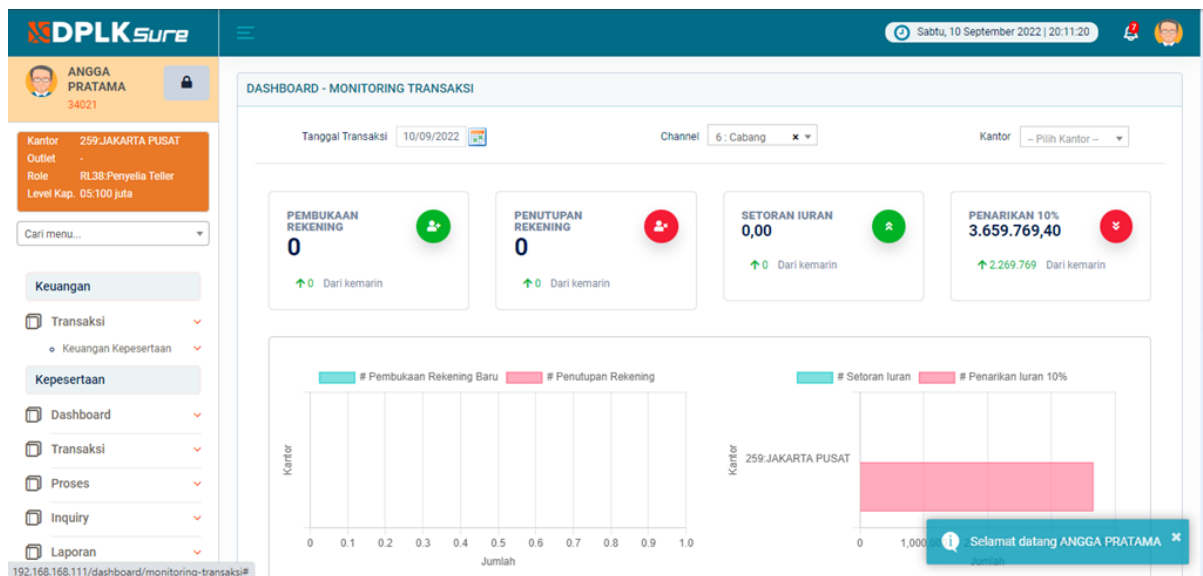 DPLK Sure
Sabtu, 10 September 2022 | 20:11:20
7
ANGGA
PRATAMA
34021
Kantor 259:JAKARTA PUSAT
Outlet -
Role RL38:Penyelia Teller
Level Kap. 05:100 juta
Cari menu...
Keuangan
Transaksi
Keuangan Kepesertaan
Kepesertaan
Dashboard
Transaksi
Proses
Inquiry
Laporan
192.168.168.111/dashboard/monitoring-transaksi#
DASHBOARD - MONITORING TRANSAKSI
Tanggal Transaksi 10/09/2022
Channel 6 : Cabang × 
Kantor -- Pilih Kantor --
PEMBUKAAN
REKENING
0
0 Dari kemarin
PENUTUPAN
REKENING
0
0 Dari kemarin
SETORAN IURAN
0,00
0 Dari kemarin
PENARIKAN 10%
3.659.769,40
2.269.769 Dari kemarin
# Pembukaan Rekening Baru # Penutupan Rekening
Kantor
0 0.1 0.2 0.3 0.4 0.5 0.6 0.7 0.8 0.9 1.0
Jumlah
# Setoran Iuran # Penarikan Iuran 10%
Kantor
259:JAKARTA PUSAT
0 1,000
Jumlah
Selamat datang ANGGA PRATAMA ×